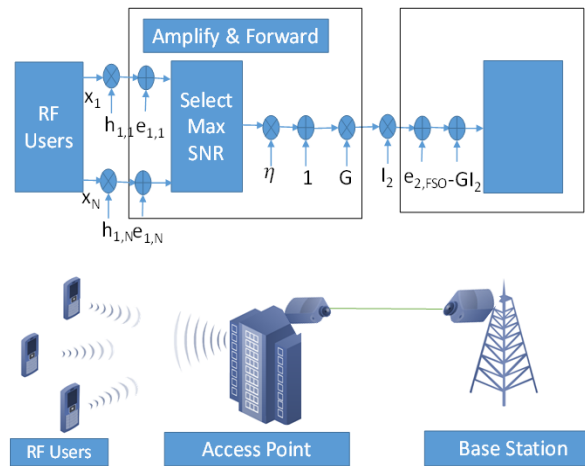 Amplify & Forward
RF Users
Select Max SNR
x₁
h₁,₁ e₁,₁
η 1 G I₂ e₂,FSO -GI₂
x_N
h₁,N e₁,N
RF Users
Access Point
Base Station